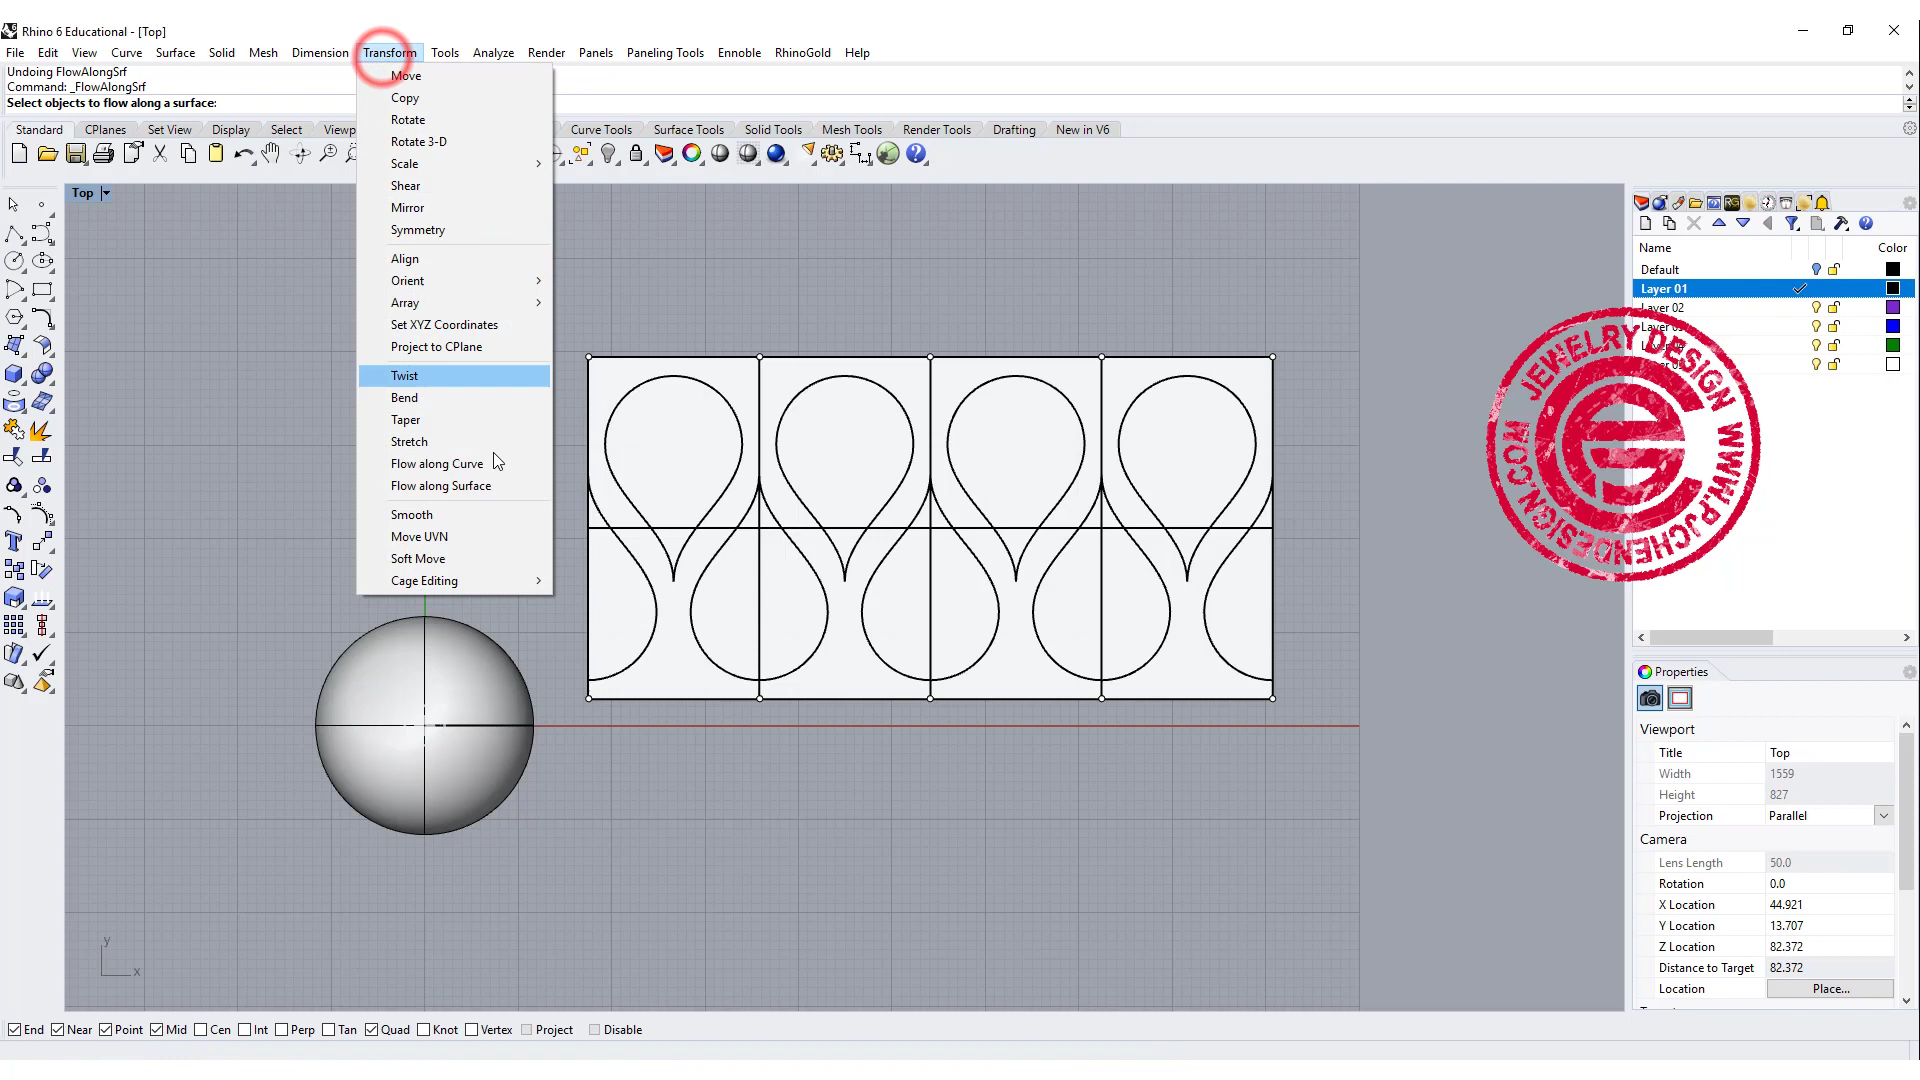 Rhino 6 Educational - [Top]
File Edit View Curve Surface Solid Mesh Dimension Transform Tools Analyze Render Panels Paneling Tools Ennoble RhinoGold Help
Undoing FlowAlongSrf
Command: _FlowAlongSrf
Select objects to flow along a surface:
Standard CPlanes Set View Display Select Viewp Curve Tools Surface Tools Solid Tools Mesh Tools Render Tools Drafting New in V6
Move
Copy
Rotate
Rotate 3-D
Scale
Shear
Mirror
Symmetry
Align
Orient
Array
Set XYZ Coordinates
Project to CPlane
Twist
Bend
Taper
Stretch
Flow along Curve
Flow along Surface
Smooth
Move UVN
Soft Move
Cage Editing
Top
y
x
Name Color
Default
Layer 01
Layer 02
JEWELRY DESIGN WWW.PJCHENDESIGN.COM
Properties
Viewport
Title Top
Width 1559
Height 827
Projection Parallel
Camera
Lens Length 50.0
Rotation 0.0
X Location 44.921
Y Location 13.707
Z Location 82.372
Distance to Target 82.372
Location Place...
End Near Point Mid Cen Int Perp Tan Quad Knot Vertex Project Disable